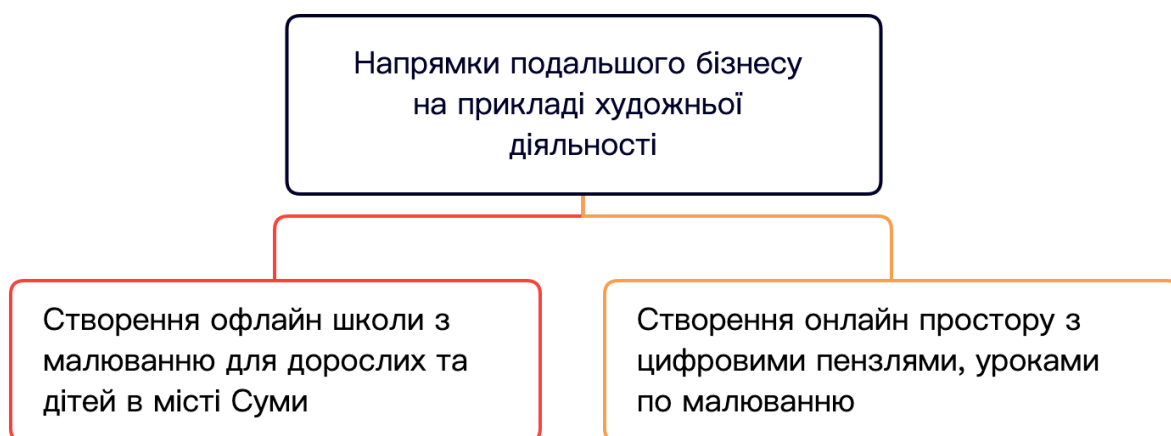 Напрямки подальшого бізнесу
на прикладі художньої
діяльності
Створення офлайн школи з
малюванню для дорослих та
дітей в місті Суми
Створення онлайн простору з
цифровими пензлями, уроками
по малюванню